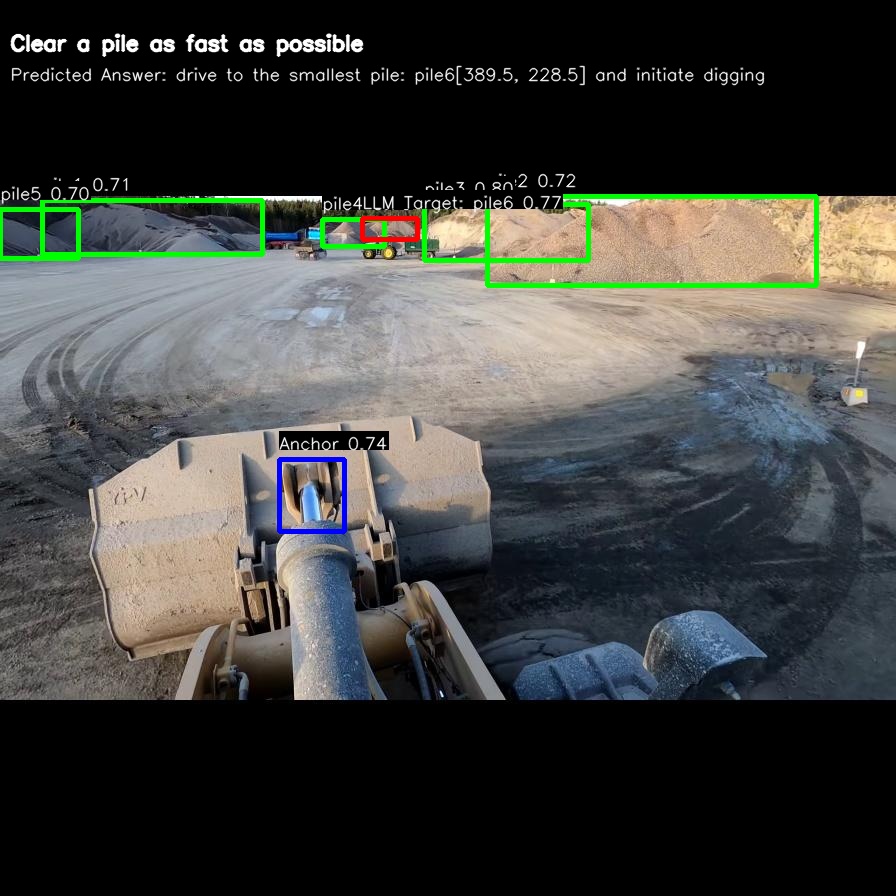 Clear a pile as fast as possible
Predicted Answer: drive to the smallest pile: pile6[389.5, 228.5] and initiate digging
0.71
2 0.72
pile5 0.70
pile3 0.80
pile4
LLM Target: pile6 0.77
Anchor 0.74